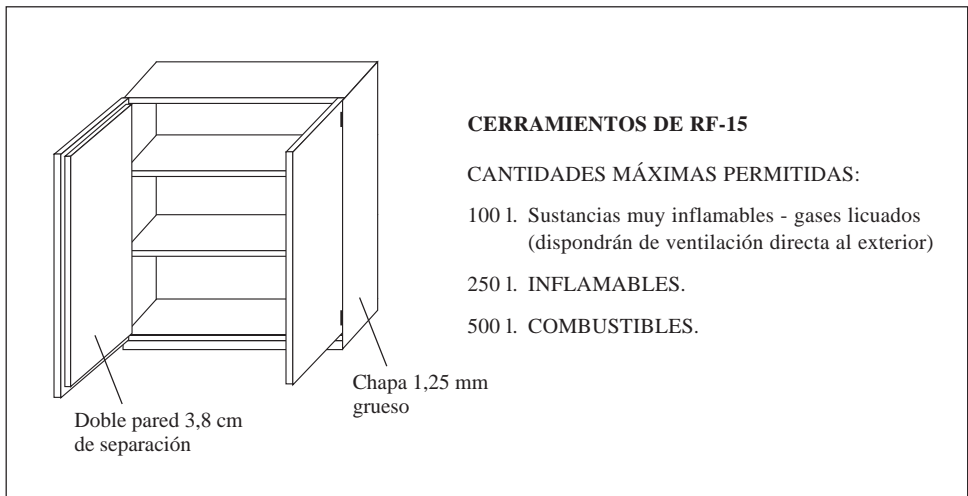 CERRAMIENTOS DE RF-15
CANTIDADES MÁXIMAS PERMITIDAS:
100 l. Sustancias muy inflamables - gases licuados
(dispondrán de ventilación directa al exterior)
250 l. INFLAMABLES.
500 l. COMBUSTIBLES.
Chapa 1,25 mm
grueso
Doble pared 3,8 cm
de separación